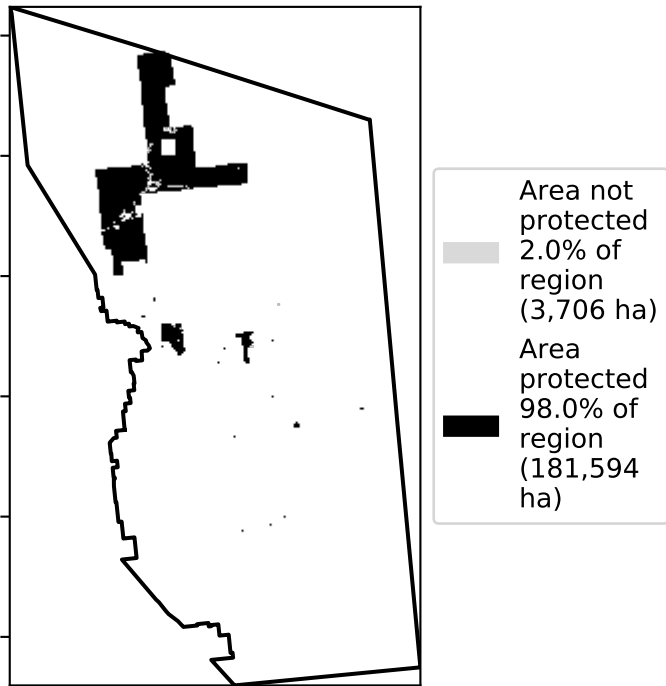 Area not
protected
2.0% of
region
(3,706 ha)
Area
protected
98.0% of
region
(181,594
ha)